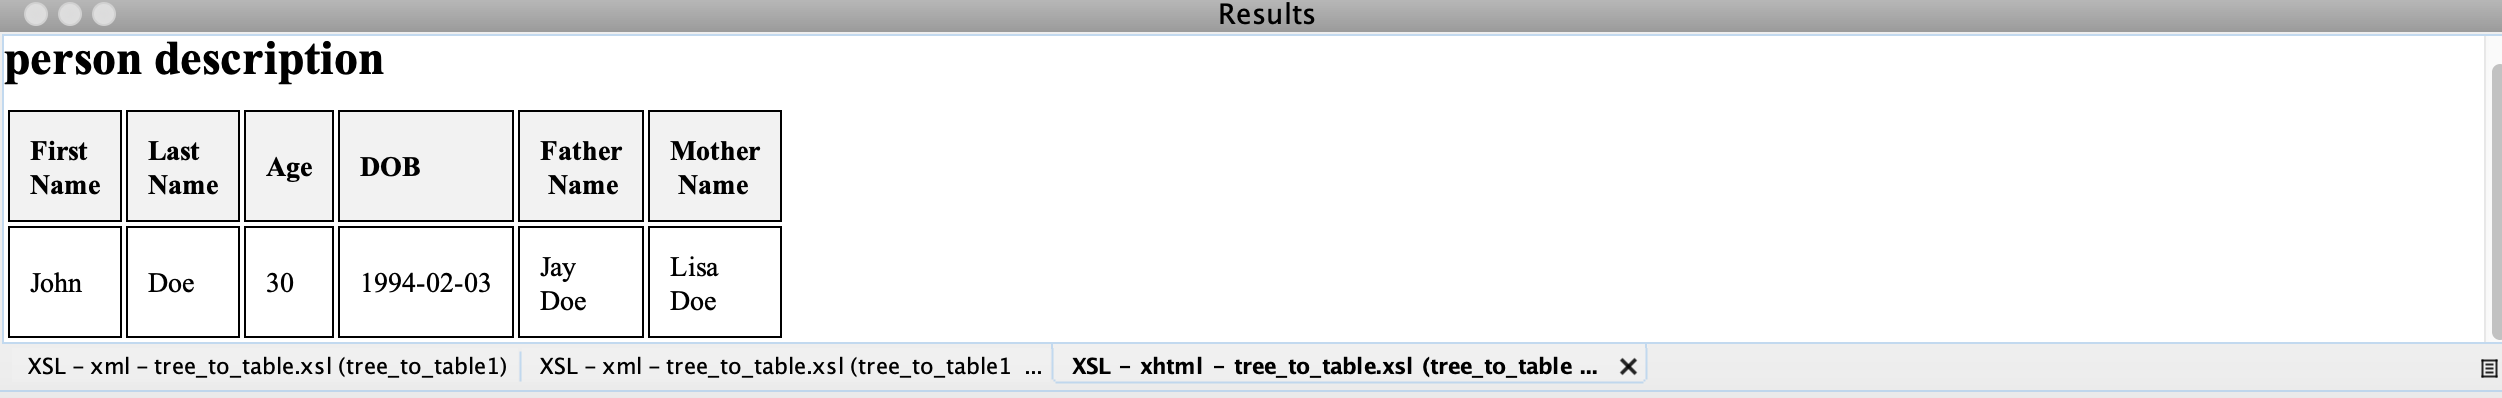 Results
person description
First Name Last Name Age DOB Father Name Mother Name
John Doe 30 1994-02-03 Jay Doe Lisa Doe
XSL – xml – tree_to_table.xsl (tree_to_table1) XSL – xml – tree_to_table.xsl (tree_to_table1 ... XSL – xhtml – tree_to_table.xsl (tree_to_table ...